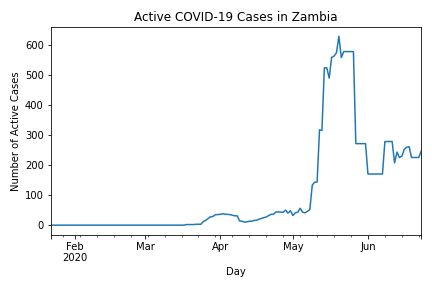 Active COVID-19 Cases in Zambia
Number of Active Cases
600
500
400
300
200
100
0
Feb
2020
Mar
Apr
May
Jun
Day